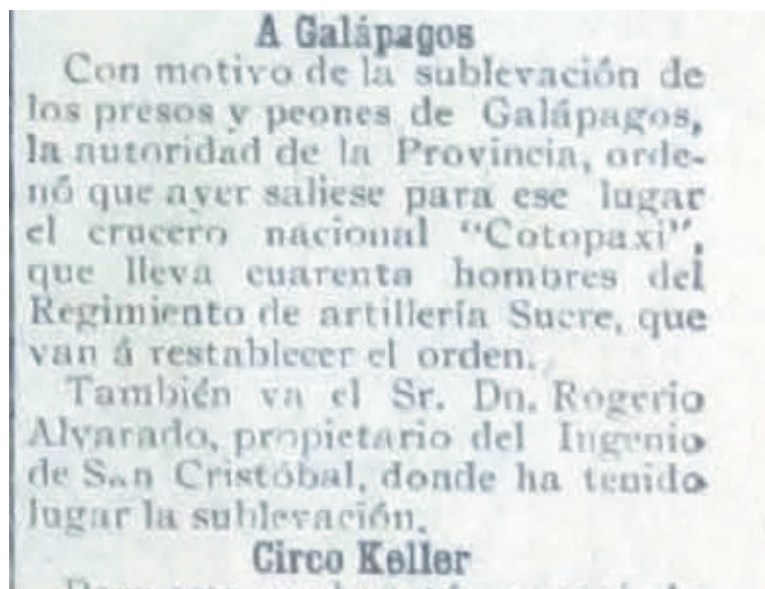 A Galápagos
Con motivo de la sublevación de
los presos y peones de Galápagos,
la autoridad de la Provincia, orde-
nó que ayer saliese para ese lugar
el crucero nacional "Cotopaxi",
que lleva cuarenta hombres del
Regimiento de artillería Sucre, que
van á restablecer el orden.
También va el Sr. Dn. Rogerio
Alvarado, propietario del Ingenio
de San Cristóbal, donde ha tenido
lugar la sublevación.
Circo Keller